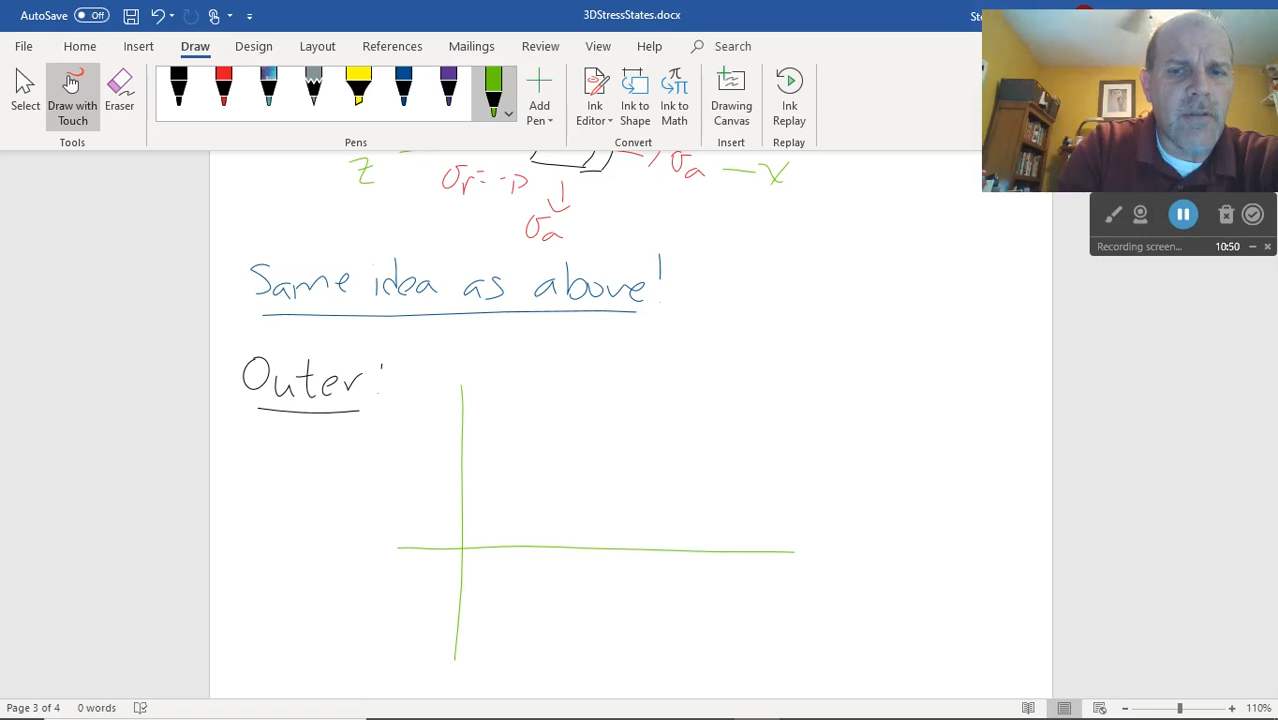 AutoSave Off 3DStressStates.docx Ste
File Home Insert Draw Design Layout References Mailings Review View Help Search
Select Draw with Touch Eraser Add Pen Ink Editor Ink to Shape Ink to Math Drawing Canvas Ink Replay
Tools Pens Convert Insert Replay
Recording screen... 10:50
z σr=-p σa x
σa
Same idea as above!
Outer:
Page 3 of 4 0 words 110%